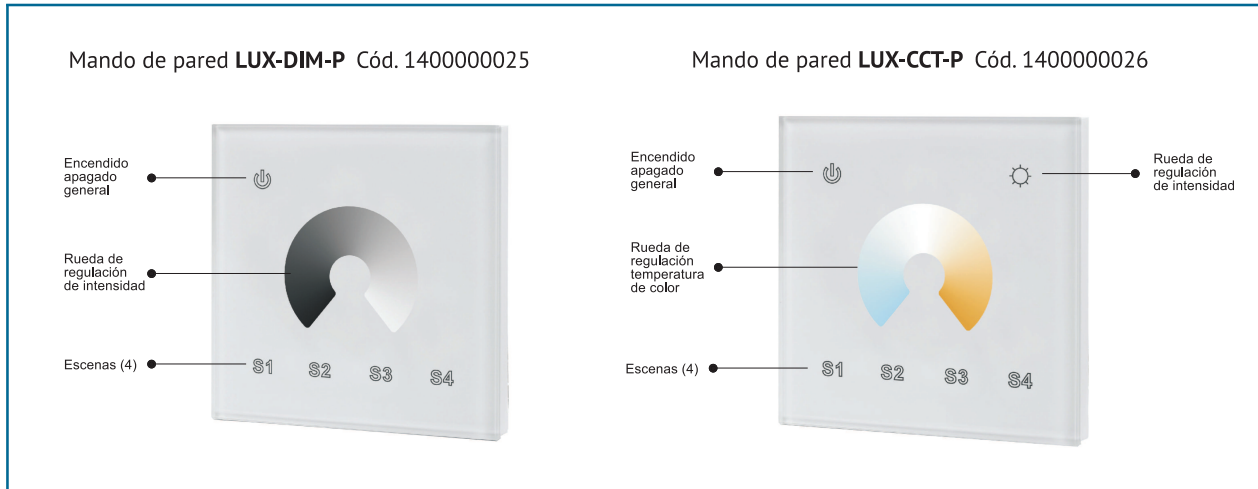 Mando de pared LUX-DIM-P Cód. 1400000025
Encendido
apagado
general
Rueda de
regulación
de intensidad
Escenas (4)
S1 S2 S3 S4
Mando de pared LUX-CCT-P Cód. 1400000026
Encendido
apagado
general
Rueda de
regulación
de intensidad
Rueda de
regulación
temperatura
de color
Escenas (4)
S1 S2 S3 S4